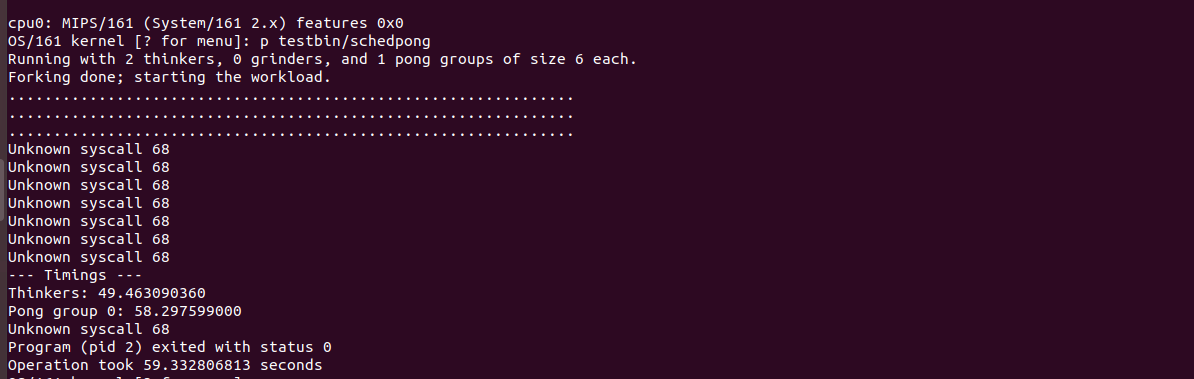 cpu0: MIPS/161 (System/161 2.x) features 0x0
OS/161 kernel [? for menu]: p testbin/schedpong
Running with 2 thinkers, 0 grinders, and 1 pong groups of size 6 each.
Forking done; starting the workload.
...............................................................
...............................................................
...............................................................
Unknown syscall 68
Unknown syscall 68
Unknown syscall 68
Unknown syscall 68
Unknown syscall 68
Unknown syscall 68
Unknown syscall 68
--- Timings ---
Thinkers: 49.463090360
Pong group 0: 58.297599000
Unknown syscall 68
Program (pid 2) exited with status 0
Operation took 59.332806813 seconds